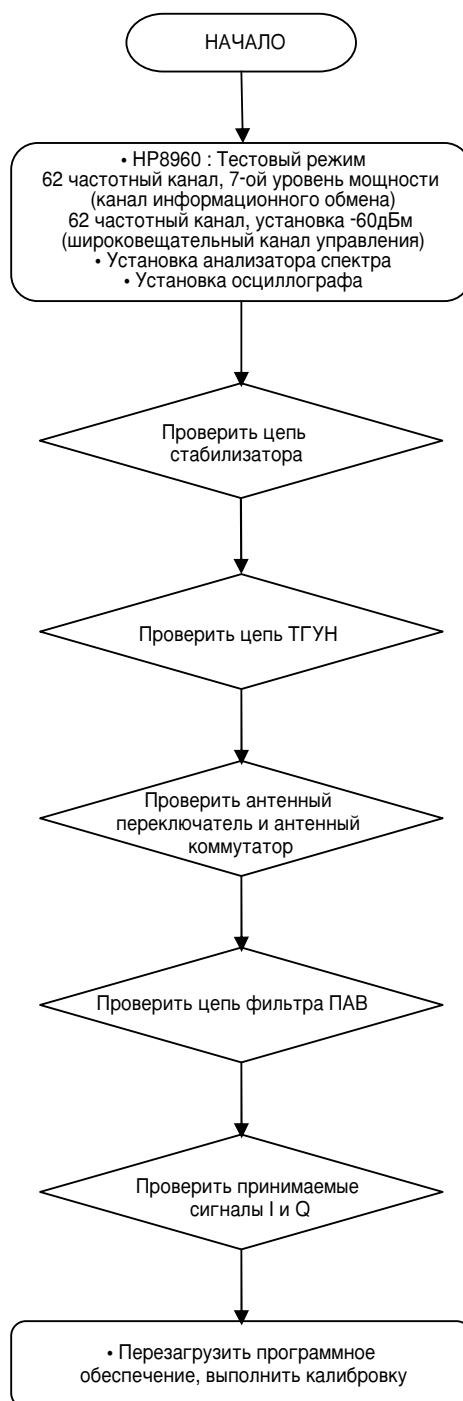 НАЧАЛО
• HP8960 : Тестовый режим
62 частотный канал, 7-ой уровень мощности
(канал информационного обмена)
62 частотный канал, установка -60дБм
(широковещательный канал управления)
• Установка анализатора спектра
• Установка осциллографа
Проверить цепь
стабилизатора
Проверить цепь ТГУН
Проверить антенный
переключатель и антенный
коммутатор
Проверить цепь фильтра ПАВ
Проверить принимаемые
сигналы I и Q
• Перезагрузить программное
обеспечение, выполнить калибровку